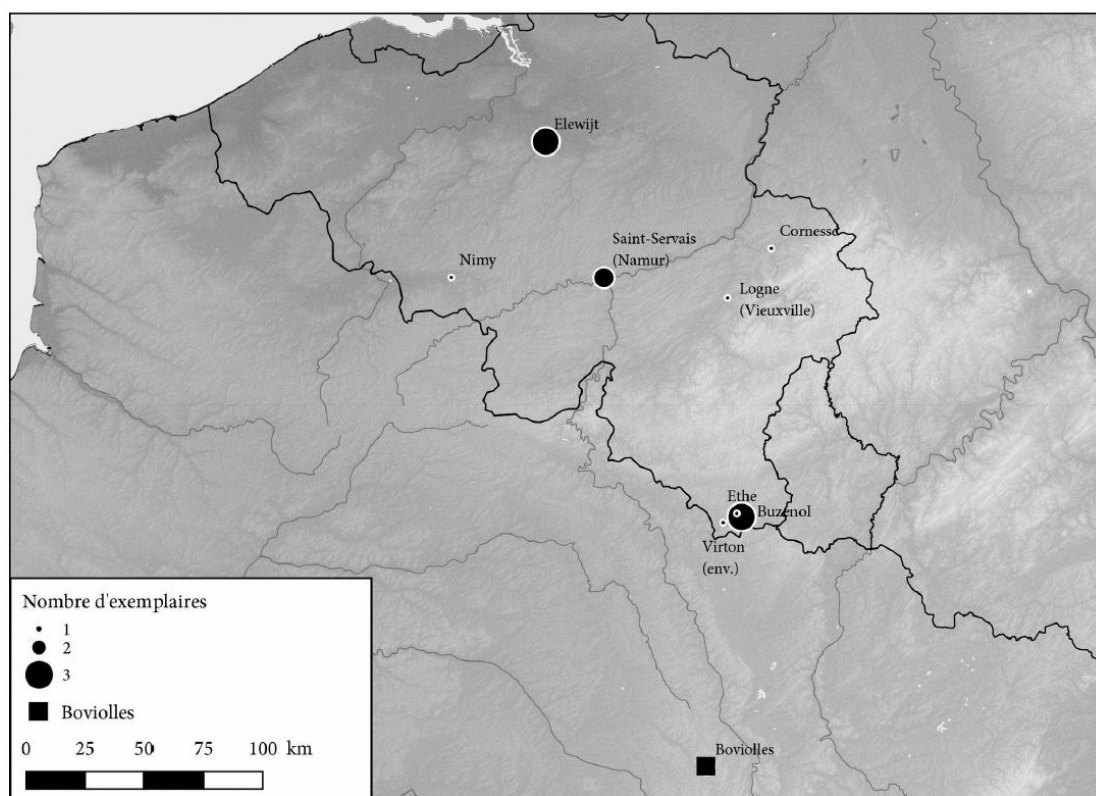 Elewijt
Cornesse
Saint-Servais
(Namur)
Nimy
Logne
(Vieuxville)
Ethe
Buzenol
Virton
(env.)
Boviolles
Nombre d'exemplaires
1
2
3
Boviolles
0 25 50 75 100 km